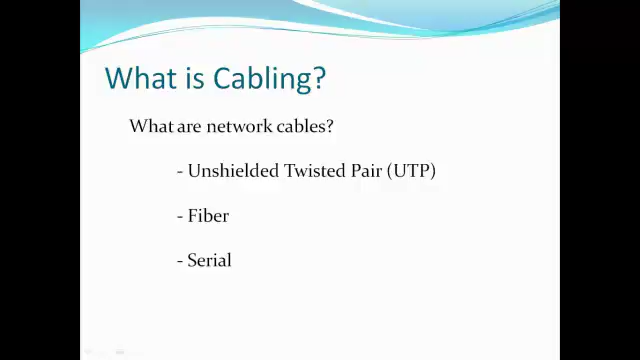 What is Cabling?
What are network cables?
- Unshielded Twisted Pair (UTP)
- Fiber
- Serial